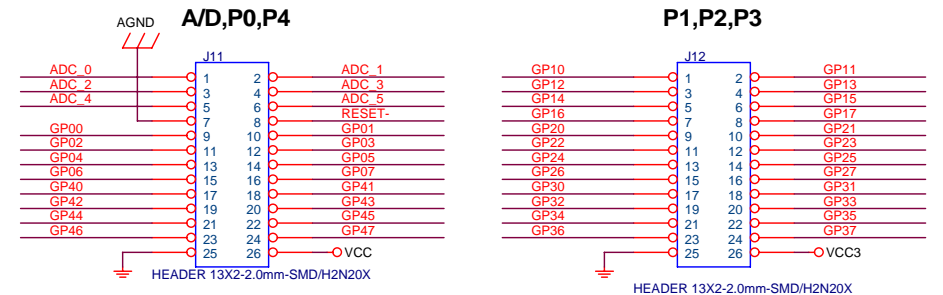 A/D,P0,P4
P1,P2,P3
AGND
J11
ADC_0 1 2 ADC_1
ADC_2 3 4 ADC_3
ADC_4 5 6 ADC_5
7 8 RESET-
GP00 9 10 GP01
GP02 11 12 GP03
GP04 13 14 GP05
GP06 15 16 GP07
GP40 17 18 GP41
GP42 19 20 GP43
GP44 21 22 GP45
GP46 23 24 GP47
25 26 VCC
HEADER 13X2-2.0mm-SMD/H2N20X
J12
GP10 1 2 GP11
GP12 3 4 GP13
GP14 5 6 GP15
GP16 7 8 GP17
GP20 9 10 GP21
GP22 11 12 GP23
GP24 13 14 GP25
GP26 15 16 GP27
GP30 17 18 GP31
GP32 19 20 GP33
GP34 21 22 GP35
GP36 23 24 GP37
25 26 VCC3
HEADER 13X2-2.0mm-SMD/H2N20X